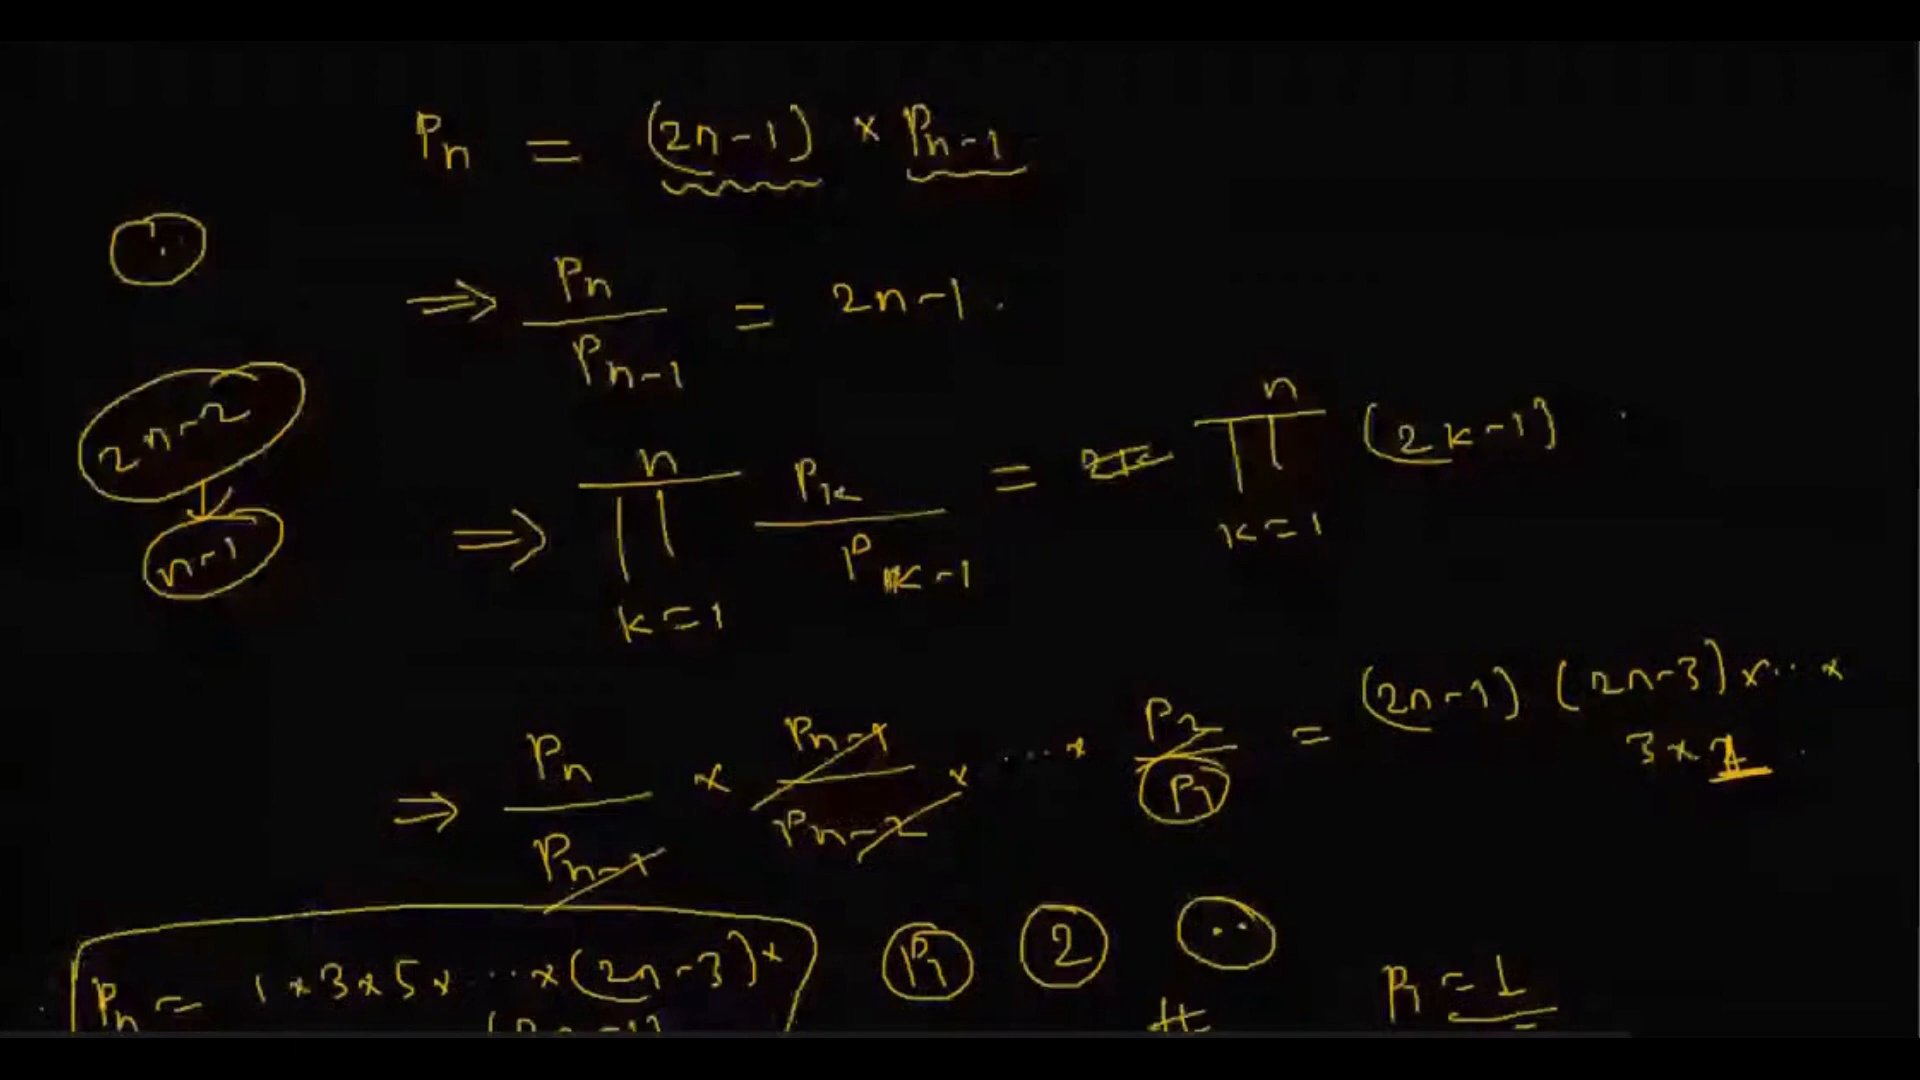 Pn = (2n-1) × Pn-1
⇒ Pn / Pn-1 = 2n-1.
2n-2
n-1
⇒ n ∏ k=1 Pk / Pk-1 = n ∏ k=1 (2k-1)
⇒ Pn / Pn-1 × Pn-1 / Pn-2 × ....× P2 / P1 = (2n-1) (2n-3) × ... ×
3 × 1
Pn = 1 × 3 × 5 × ... × (2n-3) ×
P1 2 P1 = 1